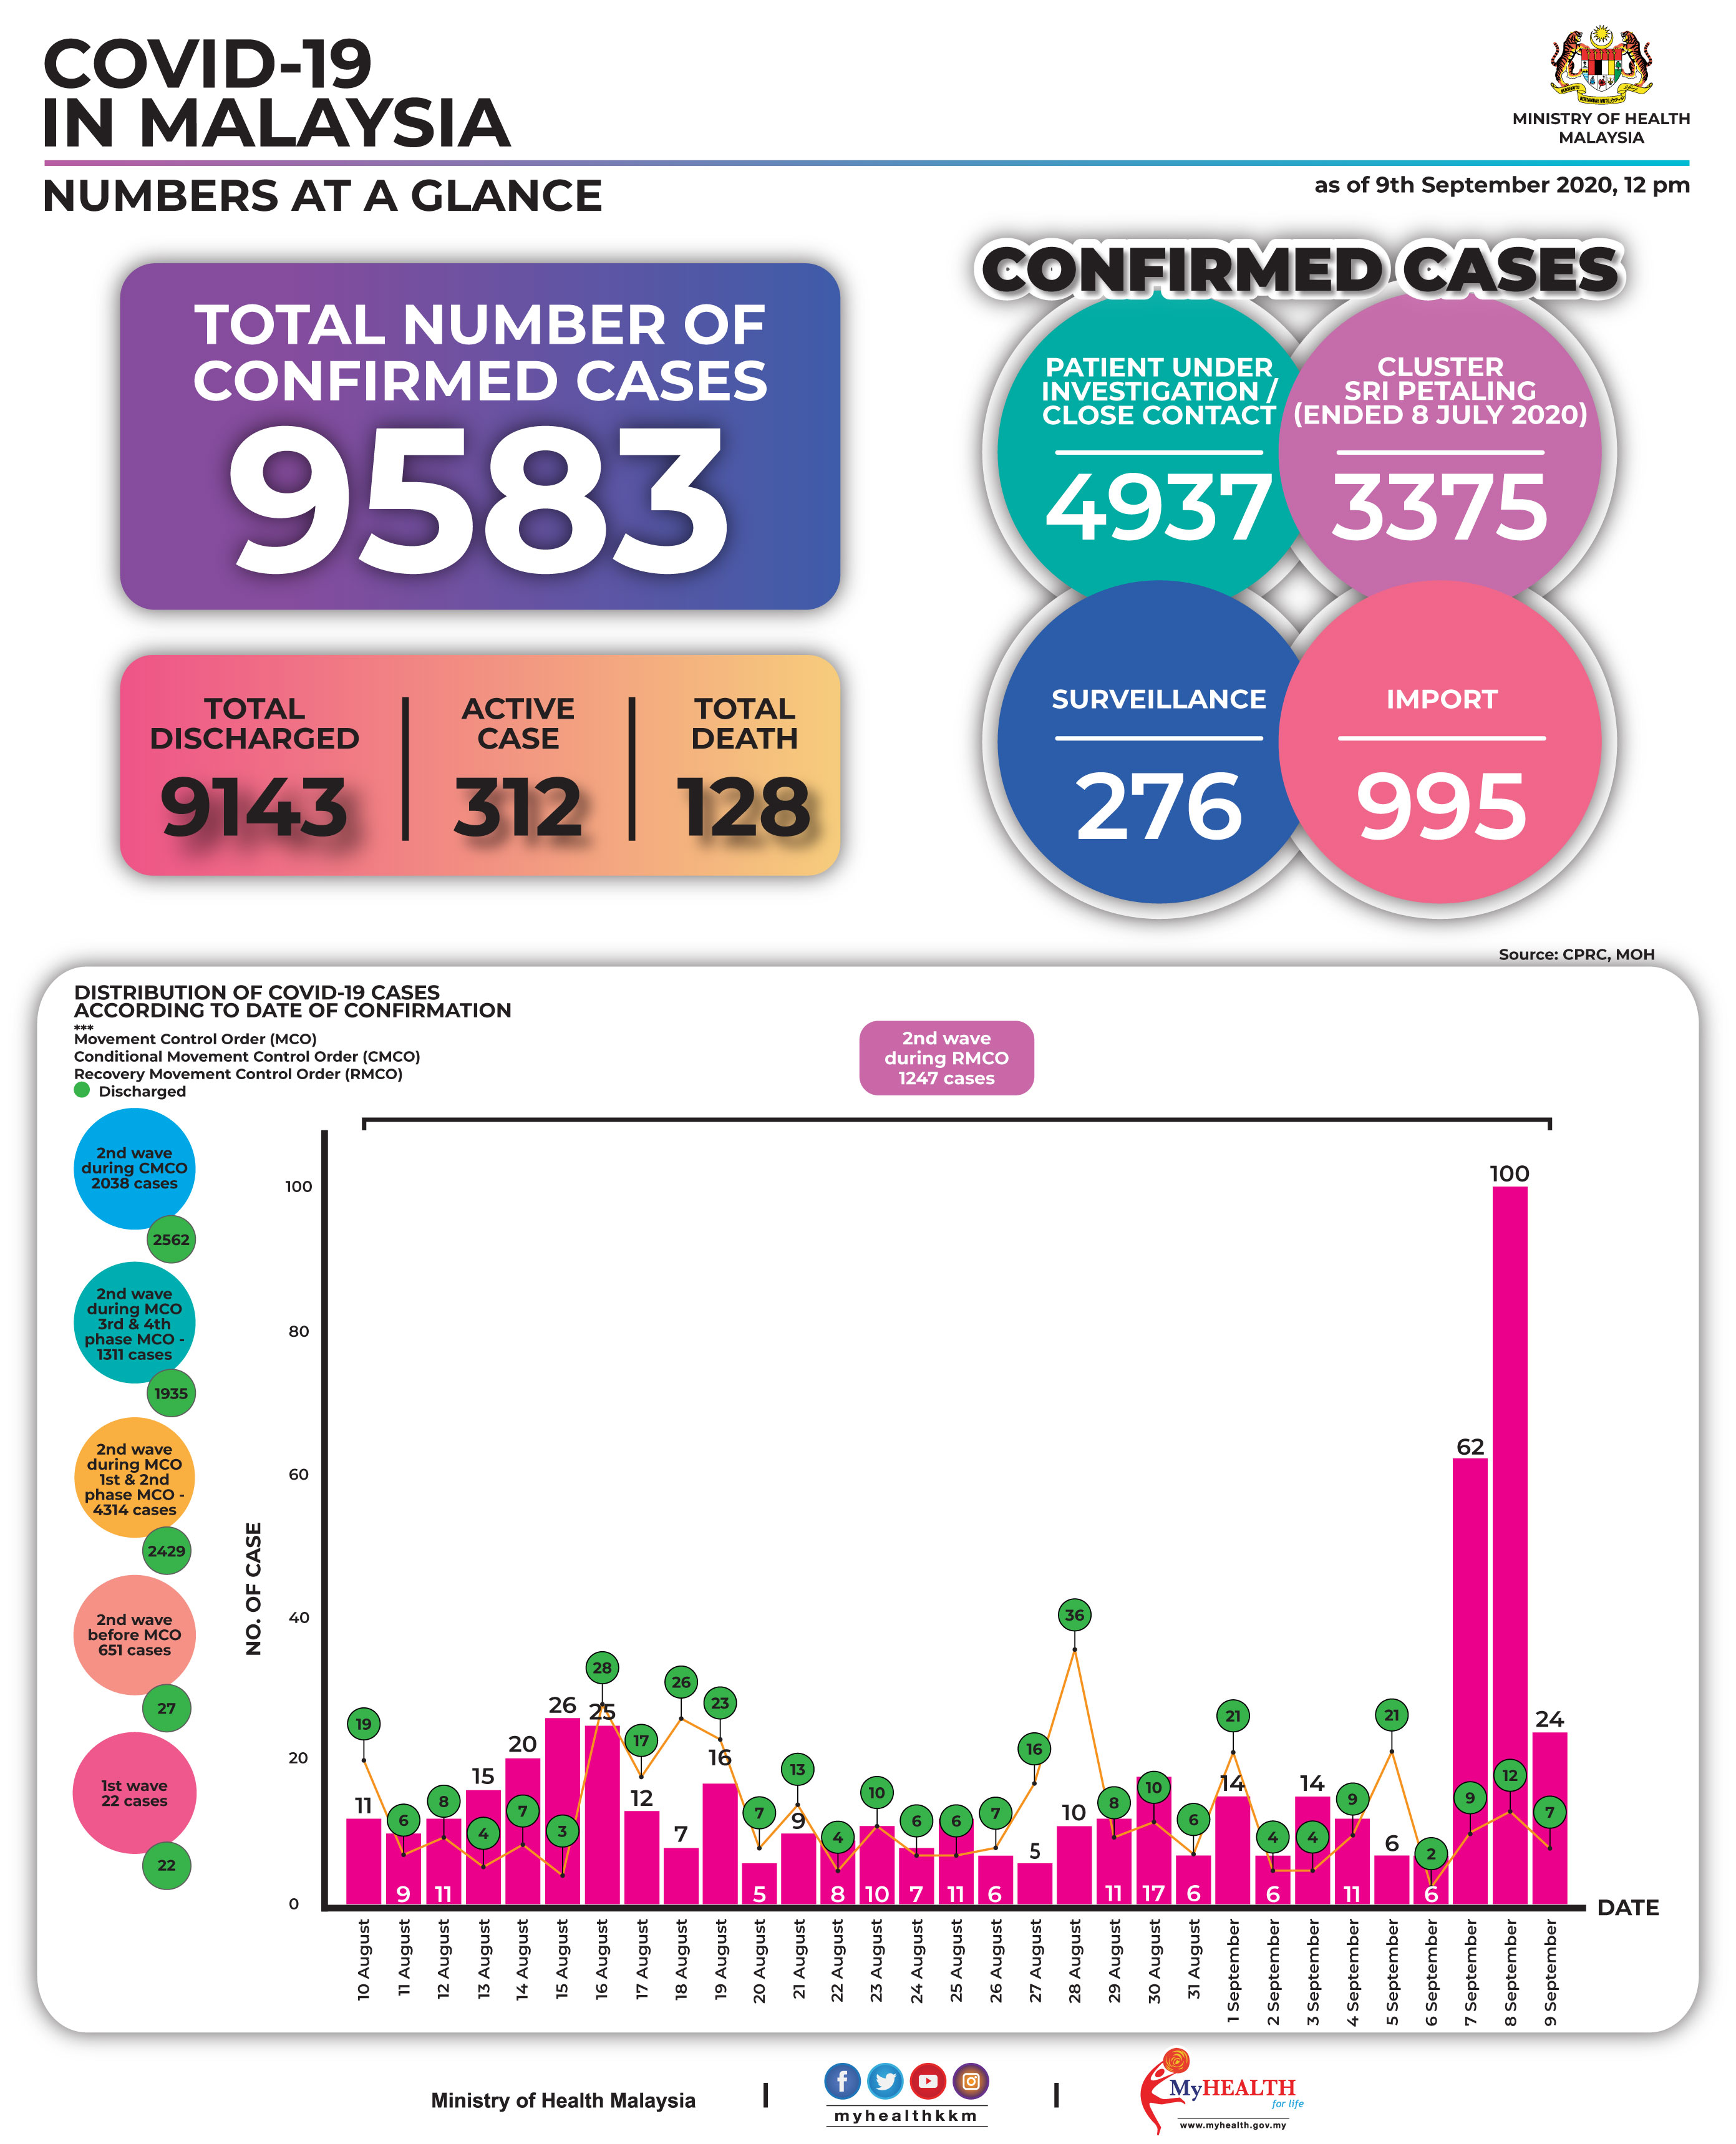 COVID-19
IN MALAYSIA
MINISTRY OF HEALTH
MALAYSIA
NUMBERS AT A GLANCE
as of 9th September 2020, 12 pm
TOTAL NUMBER OF
CONFIRMED CASES
9583
TOTAL
DISCHARGED
9143
ACTIVE
CASE
312
TOTAL
DEATH
128
CONFIRMED CASES
PATIENT UNDER
INVESTIGATION /
CLOSE CONTACT
4937
CLUSTER
SRI PETALING
(ENDED 8 JULY 2020)
3375
SURVEILLANCE
276
IMPORT
995
Source: CPRC, MOH
DISTRIBUTION OF COVID-19 CASES
ACCORDING TO DATE OF CONFIRMATION
***
Movement Control Order (MCO)
Conditional Movement Control Order (CMCO)
Recovery Movement Control Order (RMCO)
Discharged
2nd wave
during RMCO
1247 cases
2nd wave
during CMCO
2038 cases
2562
2nd wave
during MCO
3rd & 4th
phase MCO -
1311 cases
1935
2nd wave
during MCO
1st & 2nd
phase MCO -
4314 cases
2429
2nd wave
before MCO
651 cases
27
1st wave
22 cases
22
NO. OF CASE
100
80
60
40
20
0
19
6
8
4
7
3
28
17
26
23
7
13
4
10
6
6
7
16
36
8
10
6
21
4
4
9
21
2
9
12
7
11
9
11
15
20
26
25
12
7
16
5
9
8
10
7
11
6
5
10
11
17
6
14
6
14
11
6
6
62
100
24
DATE
10 August
11 August
12 August
13 August
14 August
15 August
16 August
17 August
18 August
19 August
20 August
21 August
22 August
23 August
24 August
25 August
26 August
27 August
28 August
29 August
30 August
31 August
1 September
2 September
3 September
4 September
5 September
6 September
7 September
8 September
9 September
Ministry of Health Malaysia
myhealthkkm
MyHEALTH
for life
www.myhealth.gov.my